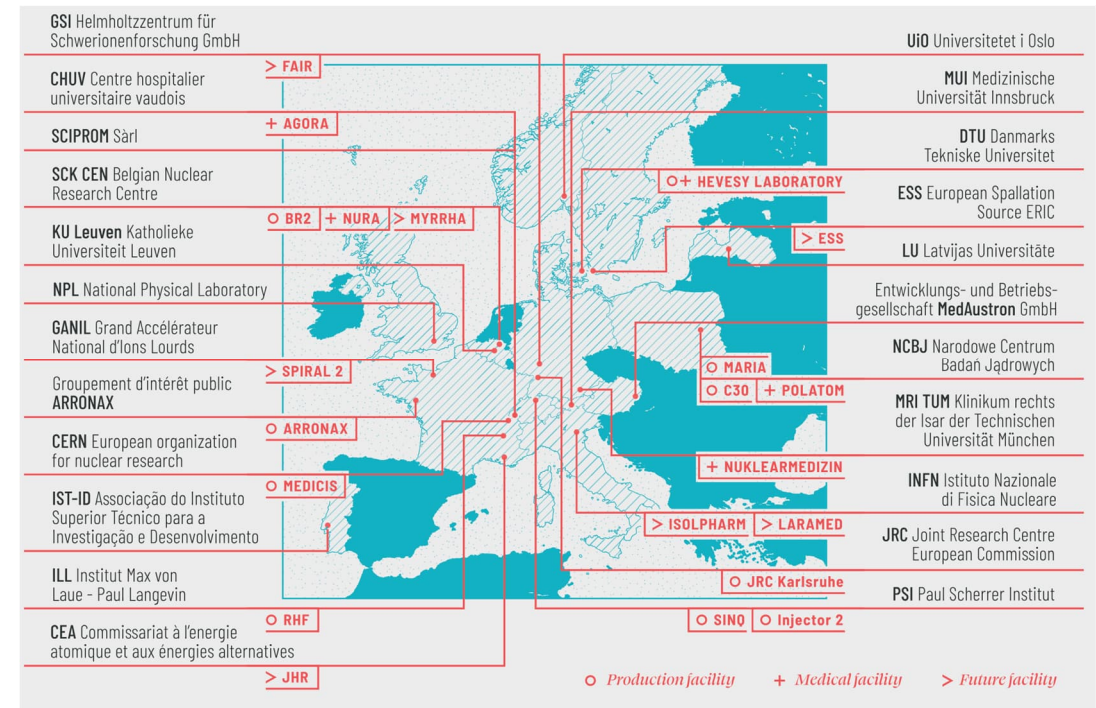 GSI Helmholtzzentrum für
Schwerionenforschung GmbH
> FAIR
CHUV Centre hospitalier
universitaire vaudois
+ AGORA
SCIPROM Sàrl
SCK CEN Belgian Nuclear
Research Centre
O BR2 + NURA > MYRRHA
KU Leuven Katholieke
Universiteit Leuven
NPL National Physical Laboratory
GANIL Grand Accélérateur
National d'Ions Lourds
> SPIRAL 2
Groupement d'intérêt public
ARRONAX
O ARRONAX
CERN European organization
for nuclear research
O MEDICIS
IST-ID Associação do Instituto
Superior Técnico para a
Investigação e Desenvolvimento
ILL Institut Max von
Laue - Paul Langevin
O RHF
CEA Commissariat à l'energie
atomique et aux énergies alternatives
> JHR
UiO Universitetet i Oslo
MUI Medizinische
Universität Innsbruck
DTU Danmarks
Tekniske Universitet
O+ HEVESY LABORATORY
ESS European Spallation
Source ERIC
> ESS
LU Latvijas Universitāte
Entwicklungs- und Betriebs-
gesellschaft MedAustron GmbH
NCBJ Narodowe Centrum
Badań Jądrowych
O MARIA
O C30 + POLATOM
MRI TUM Klinikum rechts
der Isar der Technischen
Universität München
+ NUKLEARMEDIZIN
INFN Istituto Nazionale
di Fisica Nucleare
> ISOLPHARM > LARAMED
JRC Joint Research Centre
European Commission
O JRC Karlsruhe
PSI Paul Scherrer Institut
O SINQ O Injector 2
O Production facility + Medical facility > Future facility